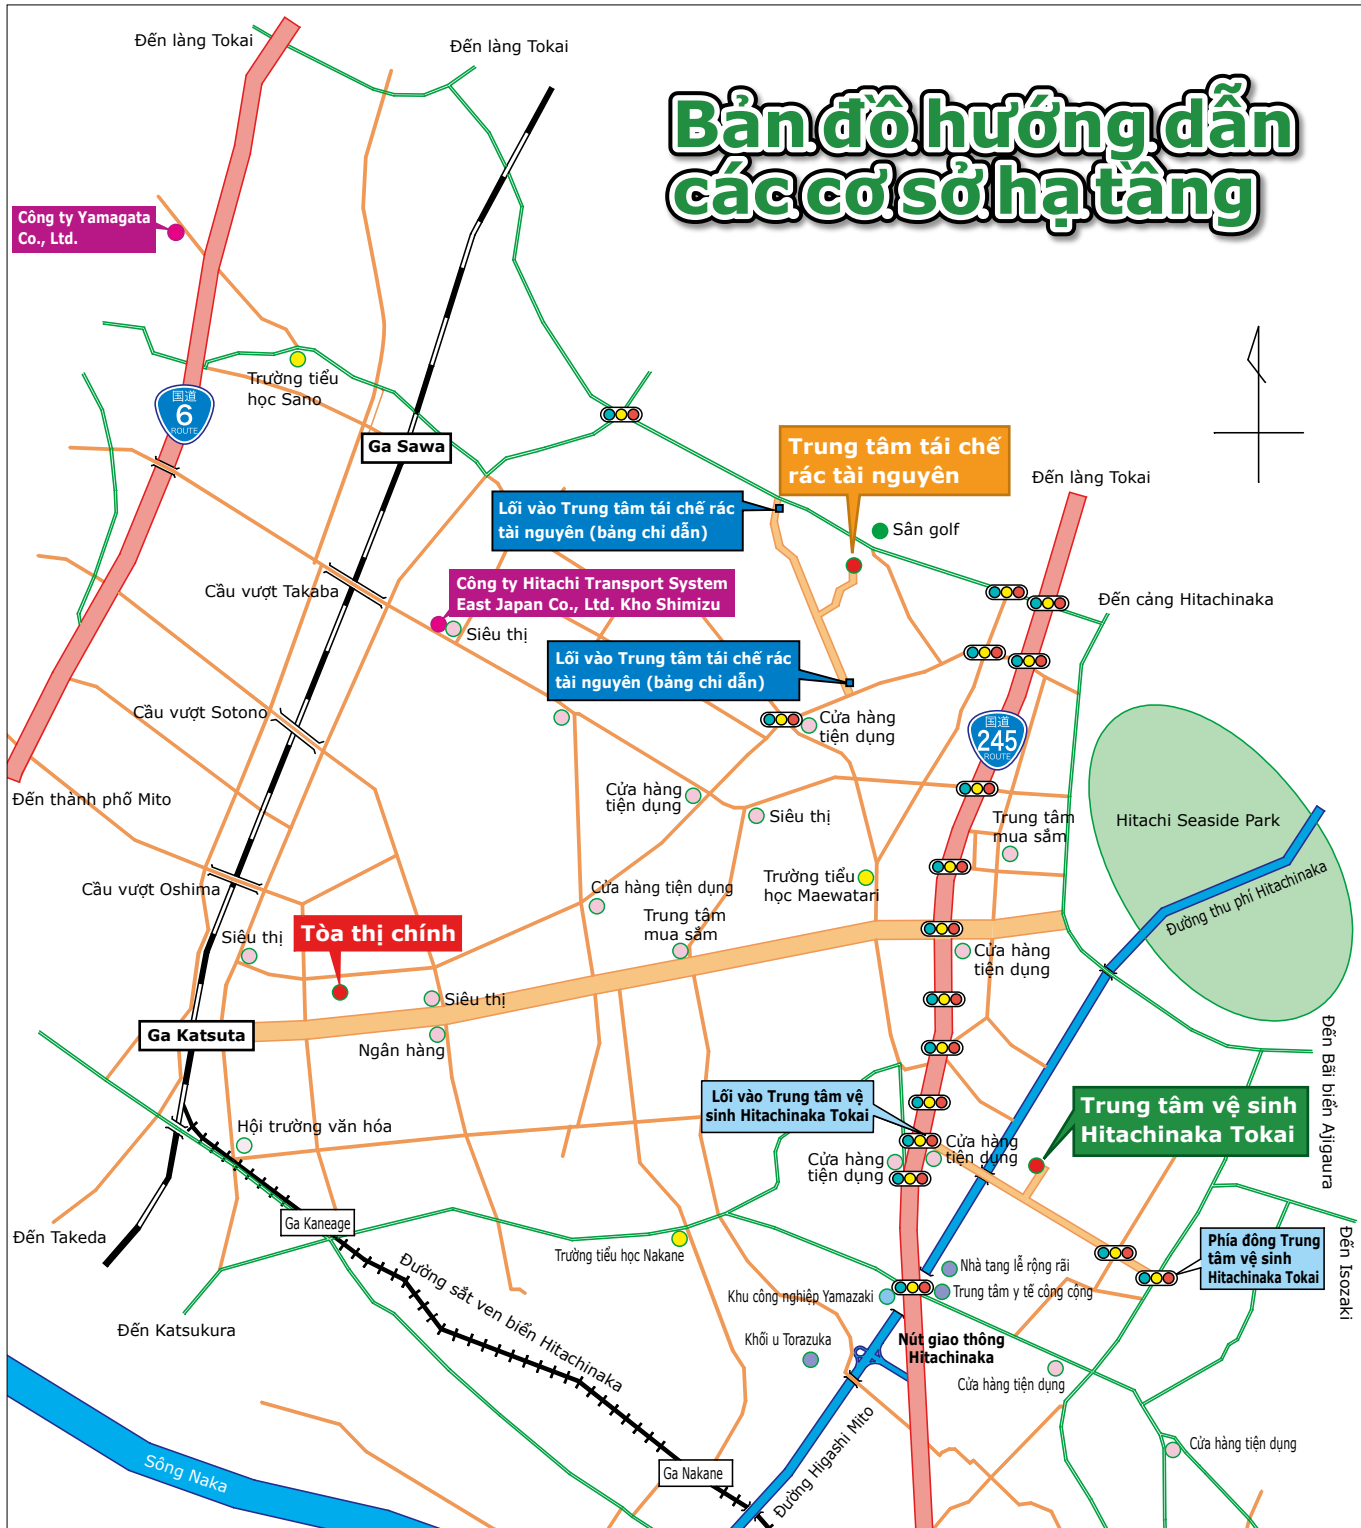 Bản đồ hướng dẫn
các cơ sở hạ tầng
Đến làng Tokai
Đến làng Tokai
Công ty Yamagata
Co., Ltd.
Trường tiểu
học Sano
国道
6
ROUTE
Ga Sawa
Trung tâm tái chế
rác tài nguyên
Đến làng Tokai
Lối vào Trung tâm tái chế rác
tài nguyên (bảng chỉ dẫn)
Sân golf
Cầu vượt Takaba
Công ty Hitachi Transport System
East Japan Co., Ltd. Kho Shimizu
Siêu thị
Đến cảng Hitachinaka
Lối vào Trung tâm tái chế rác
tài nguyên (bảng chỉ dẫn)
Cầu vượt Sotono
Cửa hàng
tiện dụng
国道
245
ROUTE
Đến thành phố Mito
Cửa hàng
tiện dụng
Siêu thị
Trung tâm
mua sắm
Hitachi Seaside Park
Cầu vượt Oshima
Cửa hàng tiện dụng
Trường tiểu
học Maewatari
Đường thu phí Hitachinaka
Trung tâm
mua sắm
Siêu thị
Tòa thị chính
Cửa hàng
tiện dụng
Siêu thị
Ga Katsuta
Ngân hàng
Đến Bãi biển Ajigaura
Lối vào Trung tâm vệ
sinh Hitachinaka Tokai
Trung tâm vệ sinh
Hitachinaka Tokai
Hội trường văn hóa
Cửa hàng
tiện dụng
Cửa hàng
tiện dụng
Ga Kaneage
Đến Takeda
Trường tiểu học Nakane
Phía đông Trung
tâm vệ sinh
Hitachinaka Tokai
Đến Isozaki
Đường sắt ven biển Hitachinaka
Nhà tang lễ rộng rãi
Trung tâm y tế công cộng
Khu công nghiệp Yamazaki
Đến Katsukura
Khối u Torazuka
Nút giao thông
Hitachinaka
Cửa hàng tiện dụng
Đường Higashi Mito
Cửa hàng tiện dụng
Sông Naka
Ga Nakane